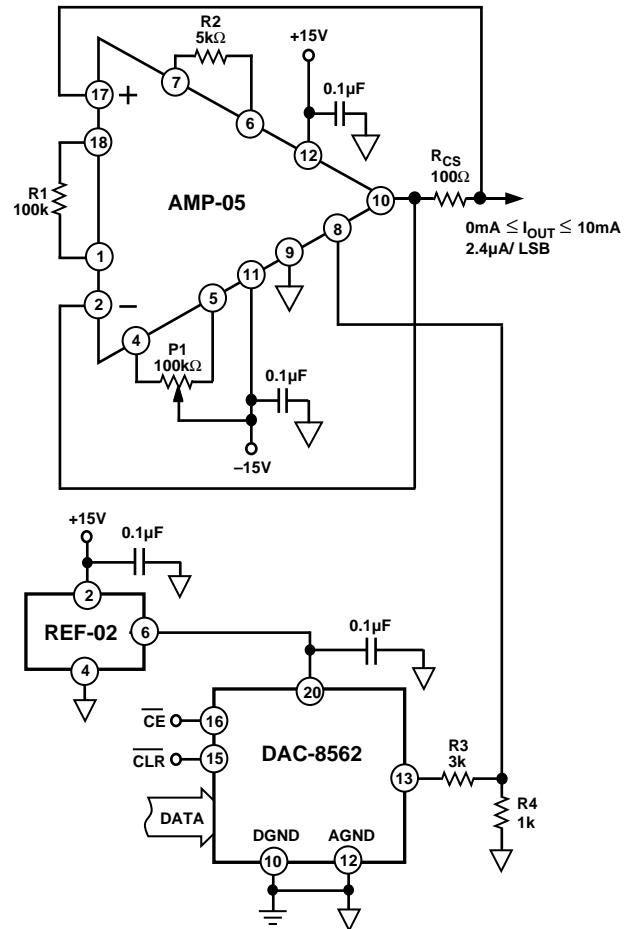 R2
5kΩ
+15V
0.1µF
7
6
17
+
18
12
R1
100k
AMP-05
10
RCS
100Ω
8
0mA ≤ IOUT ≤ 10mA
2.4µA/ LSB
9
1
11
2
–
5
4
P1
100kΩ
0.1µF
–15V
+15V
0.1µF
2
REF-02
6
4
0.1µF
20
CE
16
CLR
15
DAC-8562
13
R3
3k
R4
1k
DATA
DGND
AGND
10
12